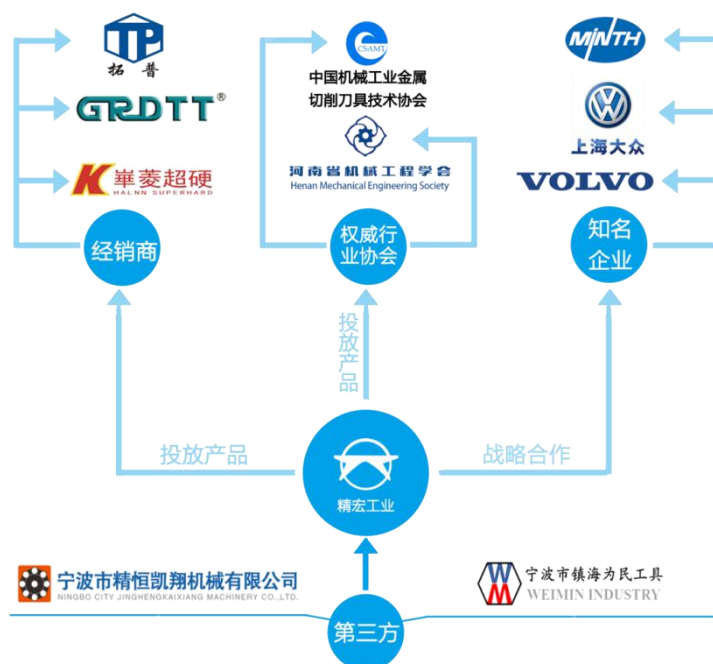 TP
拓普
GRDTT®
K 崋菱超硬
HALNN SUPERHARD
经销商
CSAMT
中国机械工业金属
切削刀具技术协会
河南省机械工程学会
Henan Mechanical Engineering Society
权威行
业协会
MINTH
上海大众
VOLVO
知名
企业
投放产品
投放产品
战略合作
精宏工业
宁波市精恒凯翔机械有限公司
NINGBO CITY JINGHENGKAIXIANG MACHINERY CO.,LTD.
宁波市镇海为民工具
WEIMIN INDUSTRY
第三方